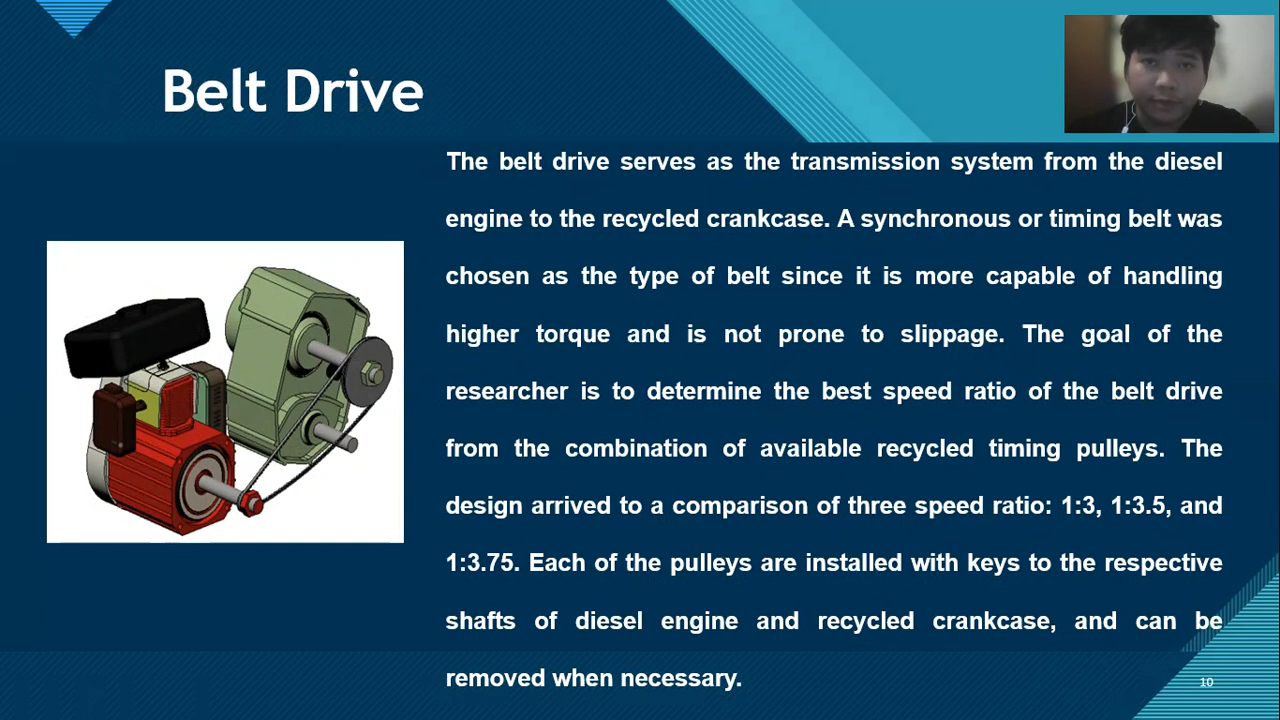 Belt Drive
The belt drive serves as the transmission system from the diesel
engine to the recycled crankcase. A synchronous or timing belt was
chosen as the type of belt since it is more capable of handling
higher torque and is not prone to slippage. The goal of the
researcher is to determine the best speed ratio of the belt drive
from the combination of available recycled timing pulleys. The
design arrived to a comparison of three speed ratio: 1:3, 1:3.5, and
1:3.75. Each of the pulleys are installed with keys to the respective
shafts of diesel engine and recycled crankcase, and can be
removed when necessary.
10